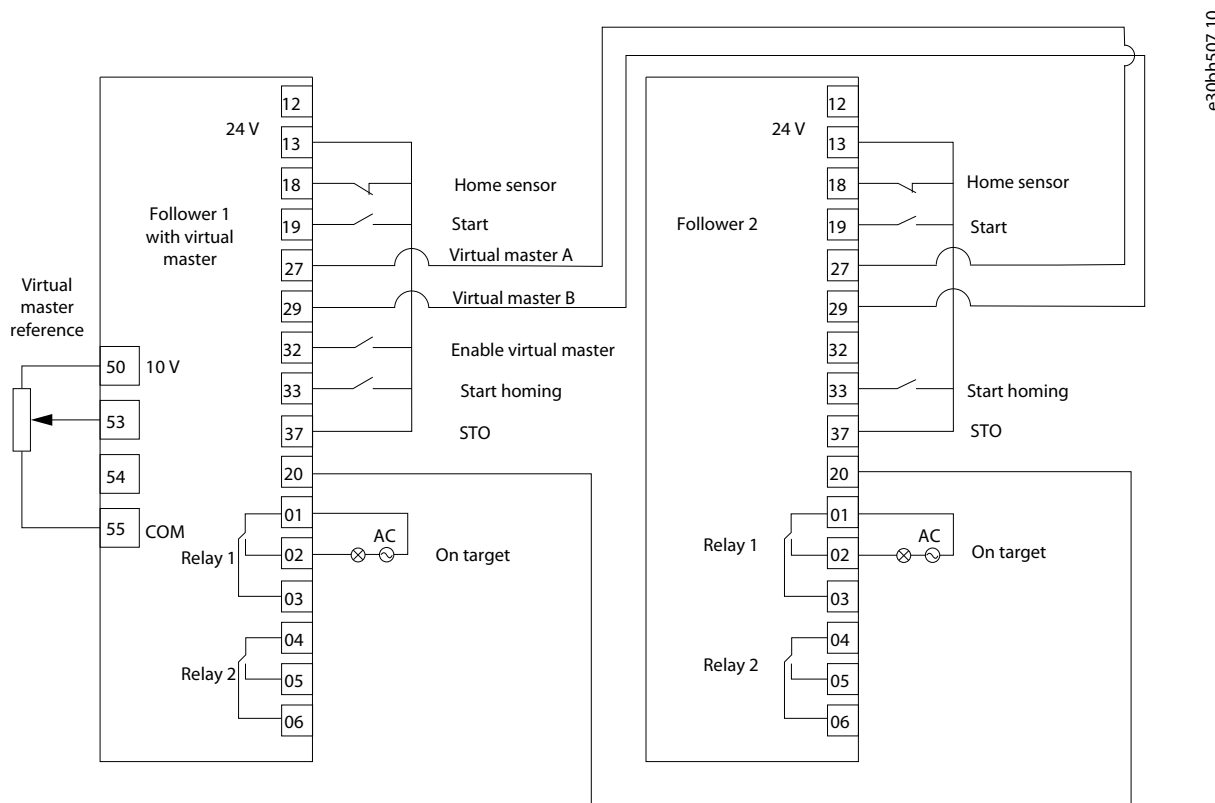 e30bb507.10
12
24 V
13
18
Home sensor
Follower 1
with virtual
master
19
Start
27
Virtual master A
Virtual
master
reference
29
Virtual master B
32
Enable virtual master
50
10 V
33
Start homing
53
37
STO
54
20
55
COM
01
Relay 1
02
AC
On target
03
04
Relay 2
05
06
12
24 V
13
18
Home sensor
Follower 2
19
Start
27
29
32
33
Start homing
37
STO
20
01
Relay 1
02
AC
On target
03
04
Relay 2
05
06